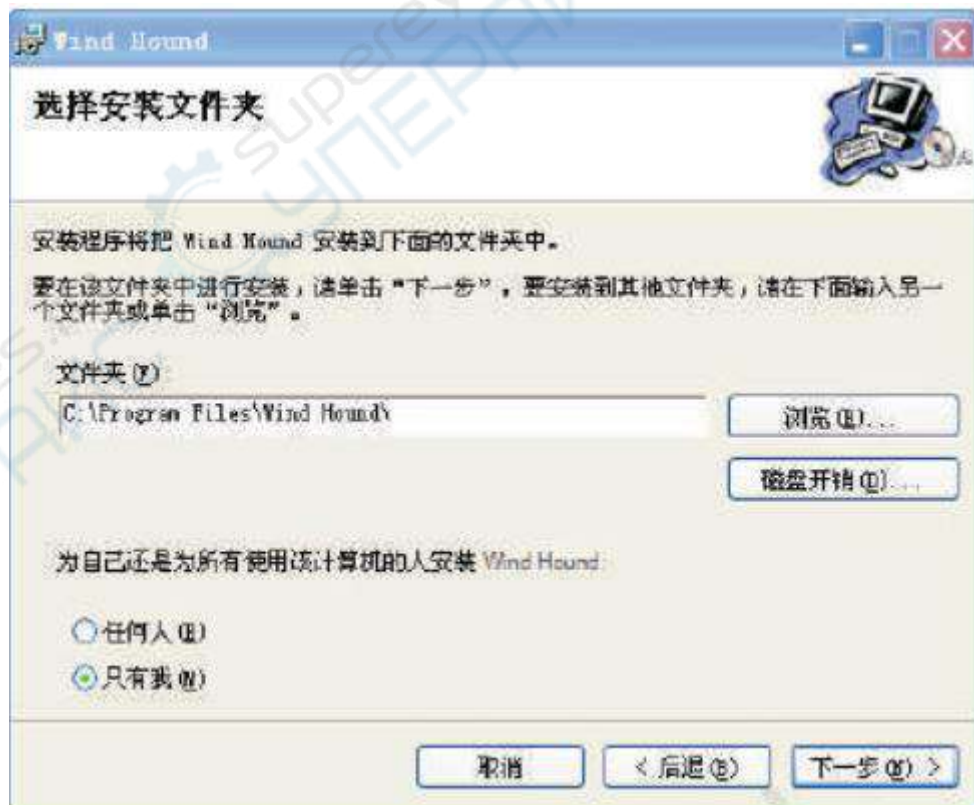 Wind Hound
选择安装文件夹
安装程序将把 Wind Hound 安装到下面的文件夹中。
要在该文件夹中进行安装，请单击“下一步”。要安装到其他文件夹，请在下面输入另一
个文件夹或单击“浏览”。
文件夹(F)
C:\Program Files\Wind Hound\
浏览(R)...
磁盘开销(D)...
为自己还是为所有使用该计算机的人安装 Wind Hound:
任何人(E)
只有我(M)
取消
< 后退(B)
下一步(N) >
superey
СУПЕРАЙ